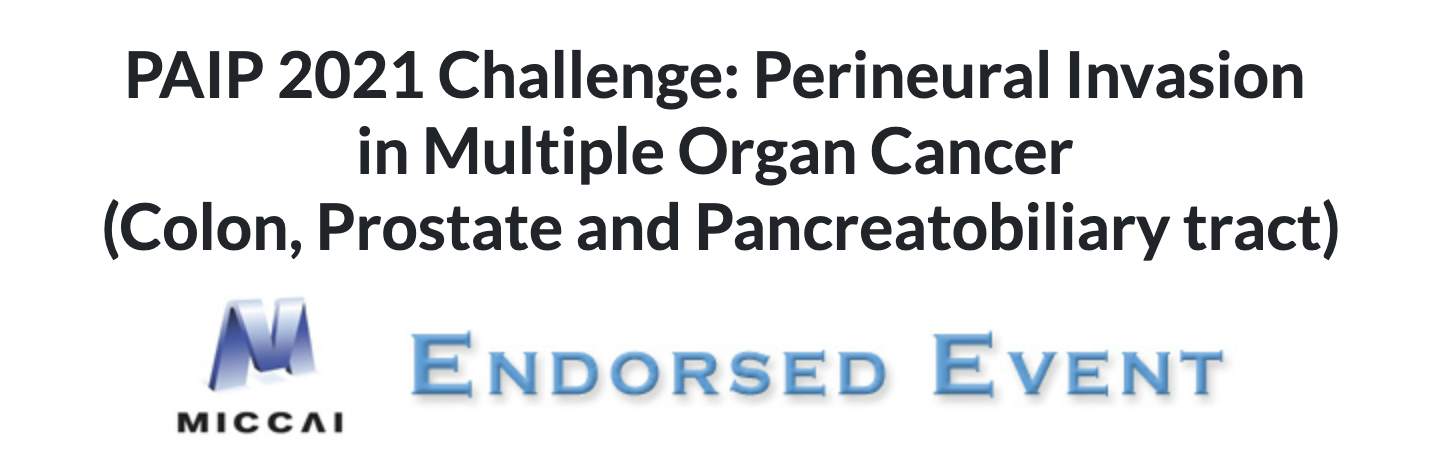 PAIP 2021 Challenge: Perineural Invasion
in Multiple Organ Cancer
(Colon, Prostate and Pancreatobiliary tract)
MICCAI ENDORSED EVENT